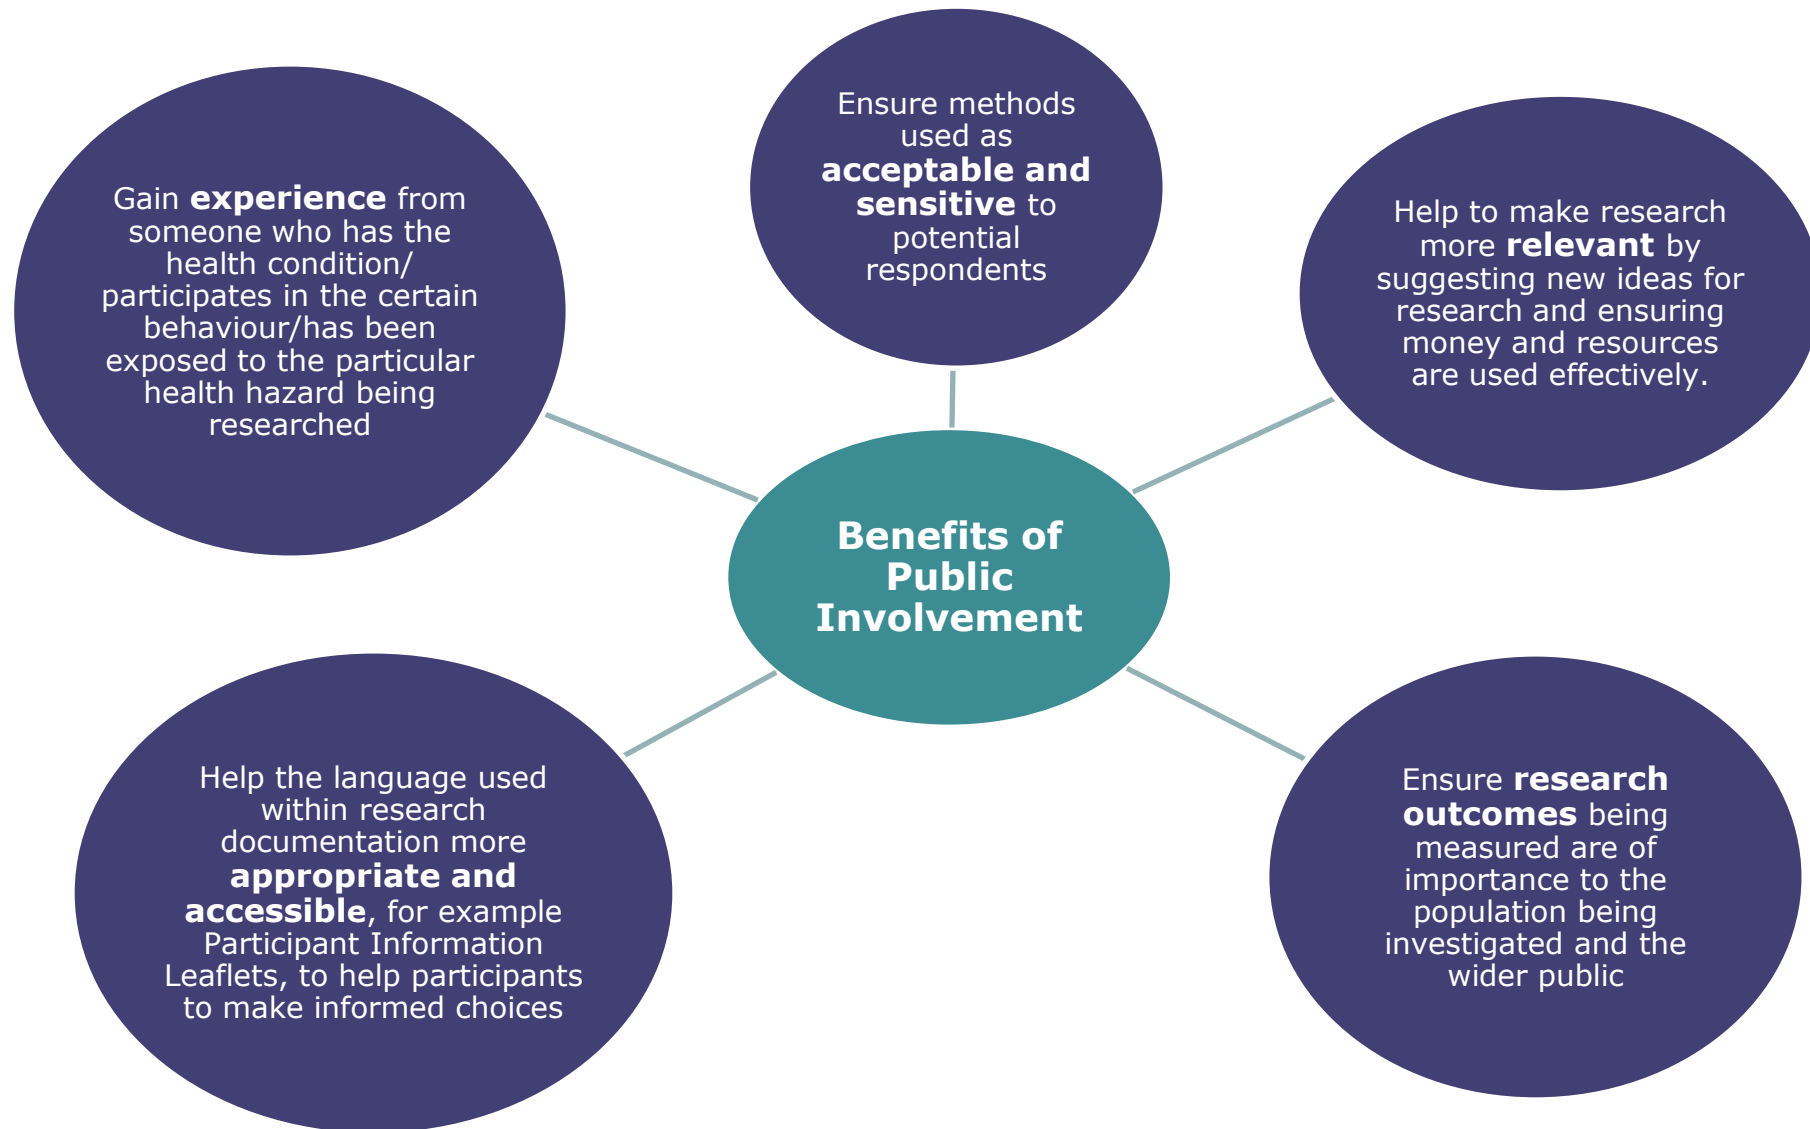 Ensure methods
used as
acceptable and
sensitive to
potential
respondents
Gain experience from
someone who has the
health condition/
participates in the certain
behaviour/has been
exposed to the particular
health hazard being
researched
Help to make research
more relevant by
suggesting new ideas for
research and ensuring
money and resources
are used effectively.
Benefits of
Public
Involvement
Help the language used
within research
documentation more
appropriate and
accessible, for example
Participant Information
Leaflets, to help participants
to make informed choices
Ensure research
outcomes being
measured are of
importance to the
population being
investigated and the
wider public